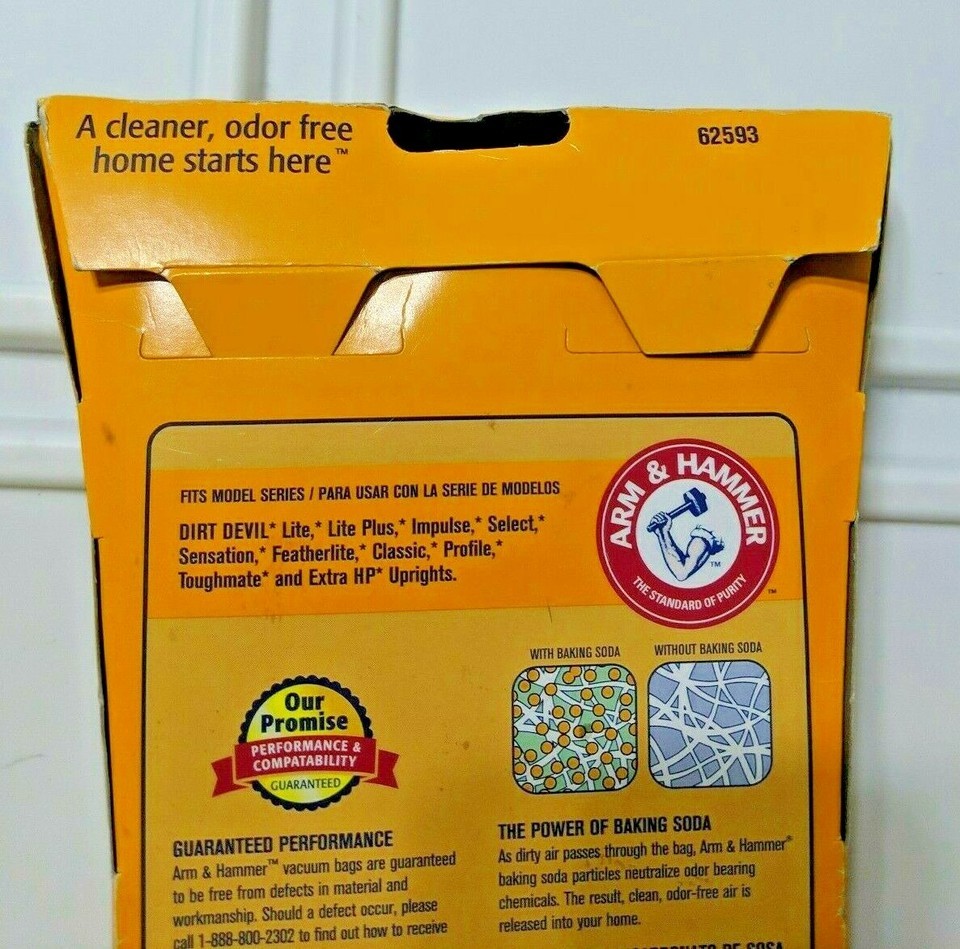 A cleaner, odor free
home starts here™
62593
FITS MODEL SERIES / PARA USAR CON LA SERIE DE MODELOS
DIRT DEVIL* Lite,* Lite Plus,* Impulse,* Select,*
Sensation,* Featherlite,* Classic,* Profile,*
Toughmate* and Extra HP* Uprights.
ARM & HAMMER
™
THE STANDARD OF PURITY
™
WITH BAKING SODA
WITHOUT BAKING SODA
Our
Promise
PERFORMANCE &
COMPATABILITY
GUARANTEED
GUARANTEED PERFORMANCE
Arm & Hammer™ vacuum bags are guaranteed
to be free from defects in material and
workmanship. Should a defect occur, please
call 1-888-800-2302 to find out how to receive
THE POWER OF BAKING SODA
As dirty air passes through the bag, Arm & Hammer®
baking soda particles neutralize odor bearing
chemicals. The result, clean, odor-free air is
released into your home.
DE SOSA